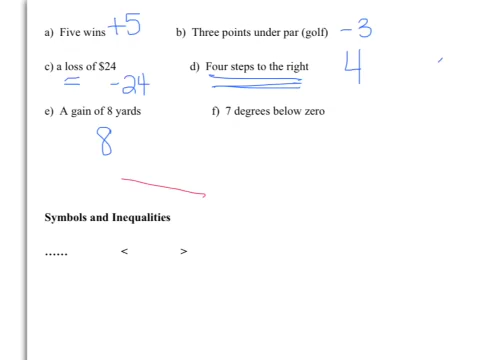 a) Five wins +5 b) Three points under par (golf) -3
c) a loss of $24 = -24 d) Four steps to the right 4
e) A gain of 8 yards 8 f) 7 degrees below zero
Symbols and Inequalities
...... < >